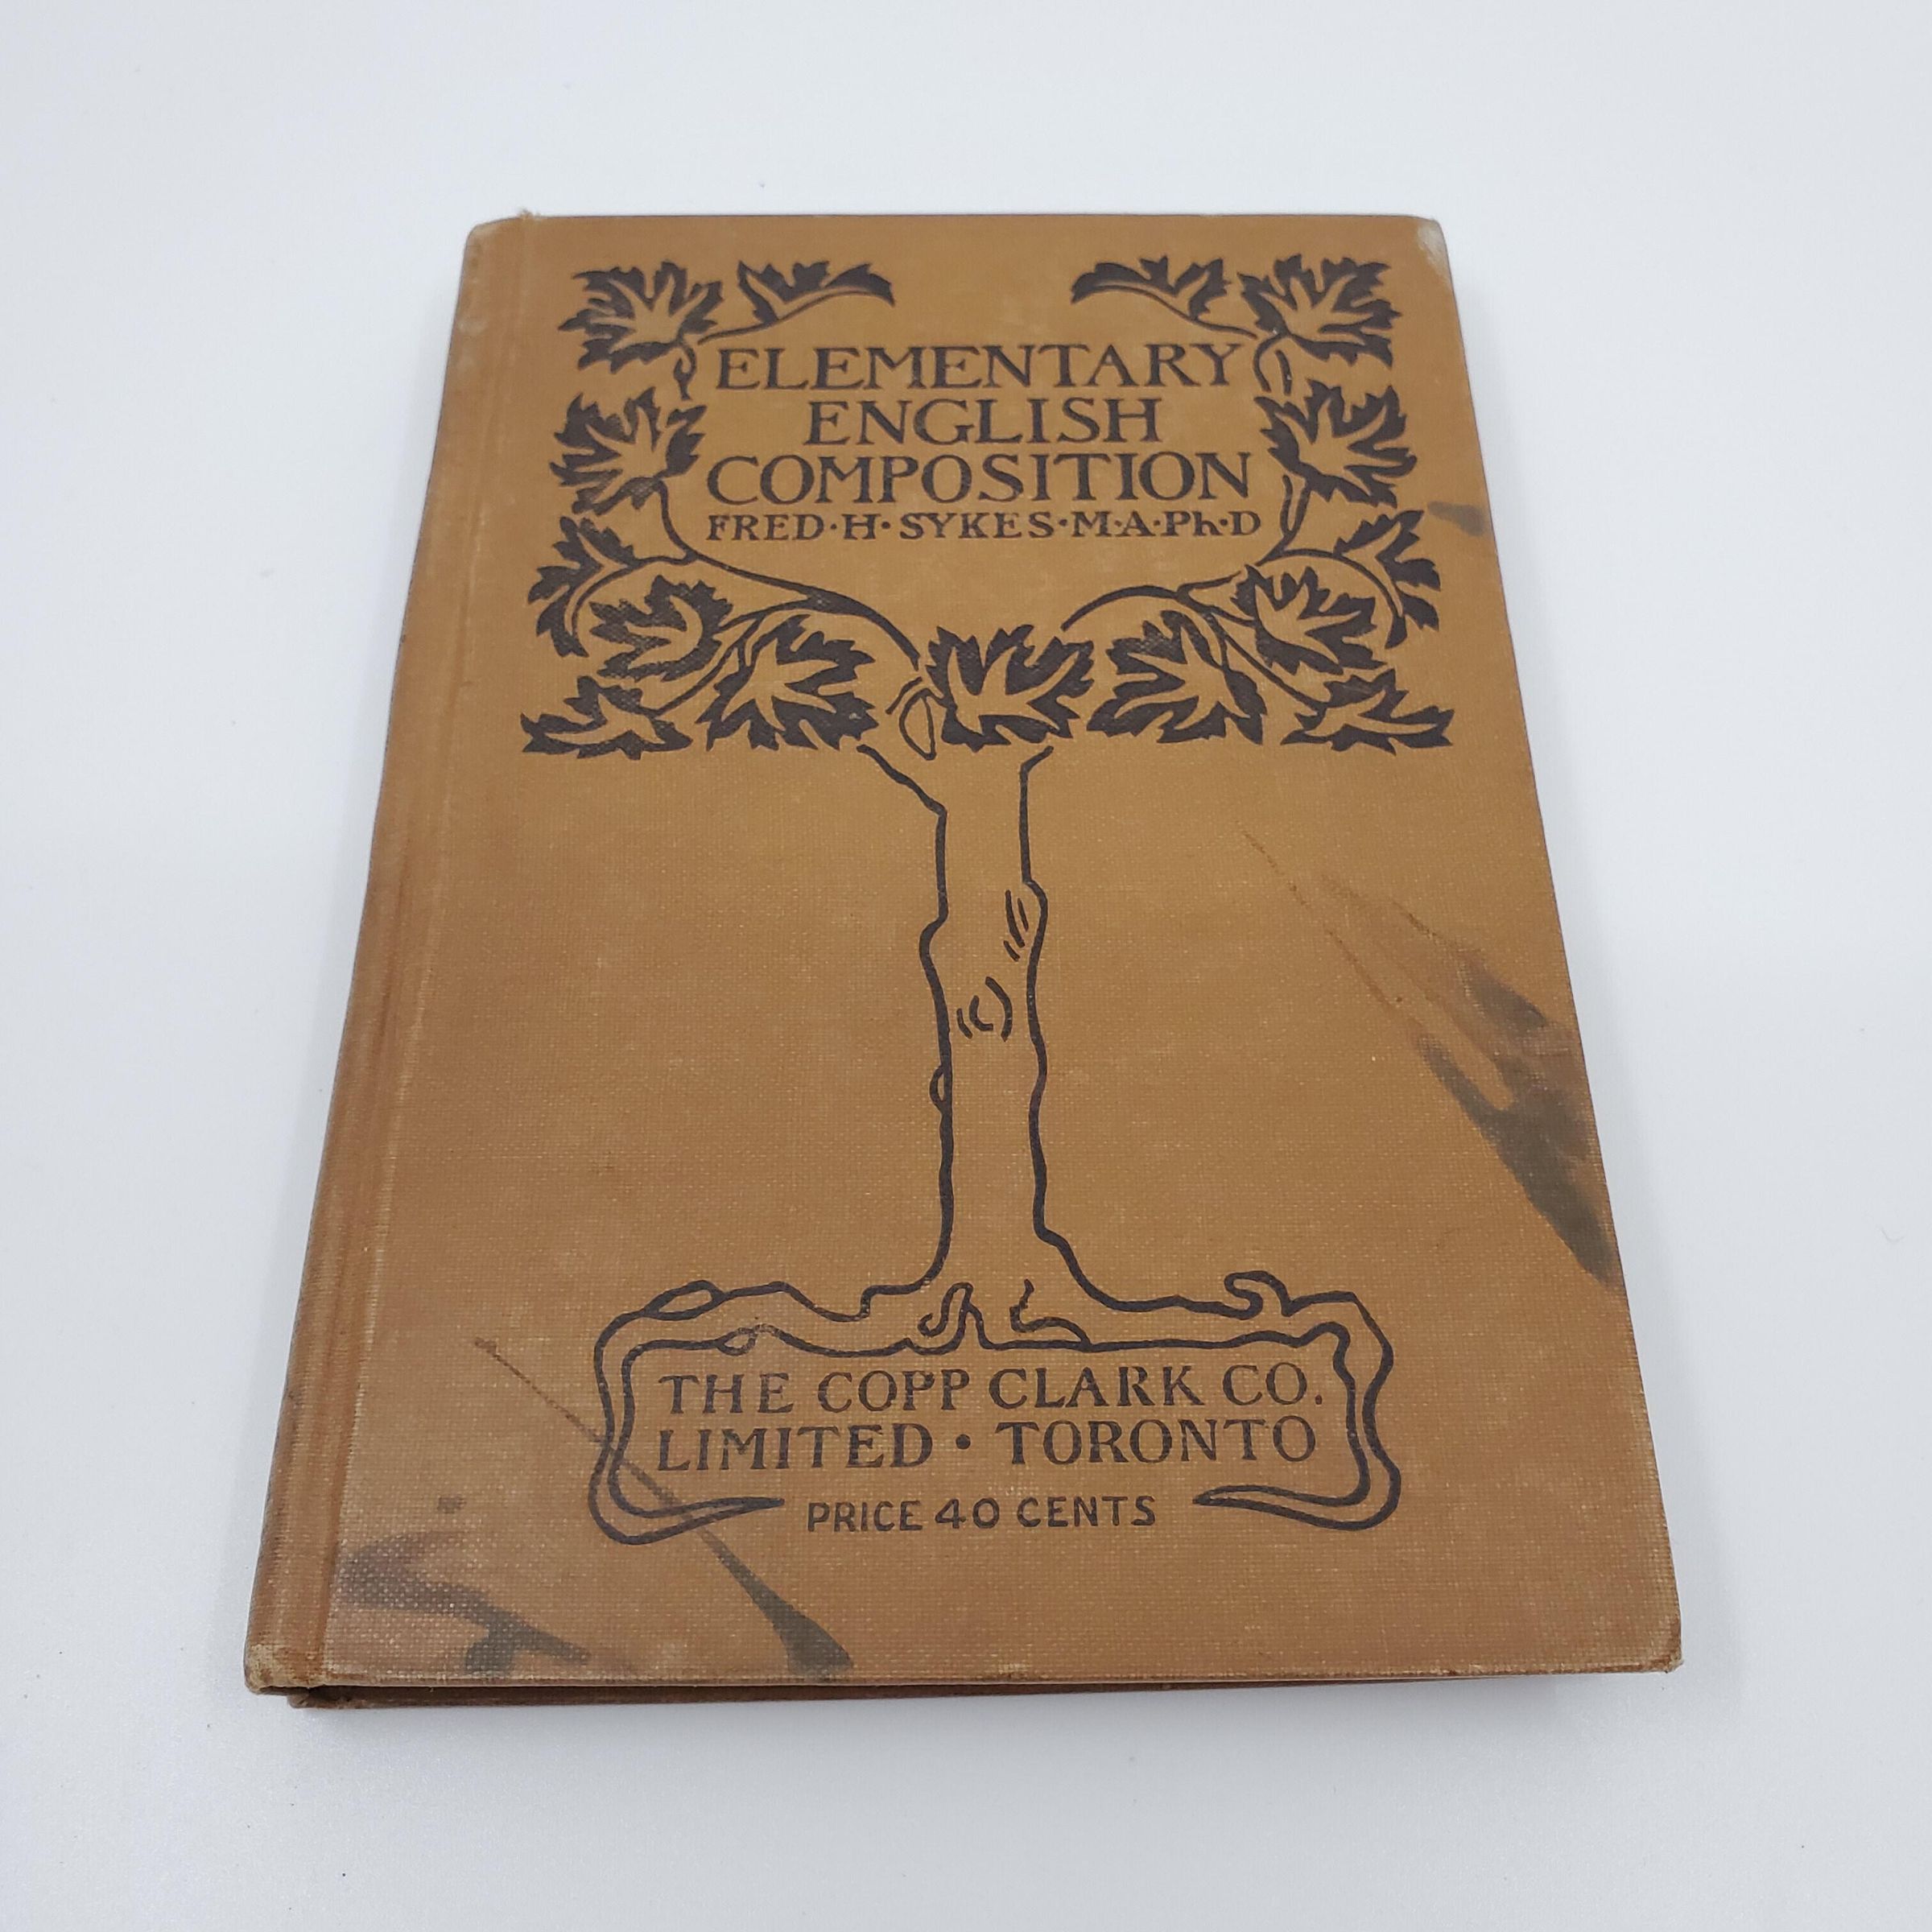 ELEMENTARY
ENGLISH
COMPOSITION
FRED·H·SYKES·M·A·Ph·D
THE COPP CLARK CO.
LIMITED · TORONTO
PRICE 40 CENTS